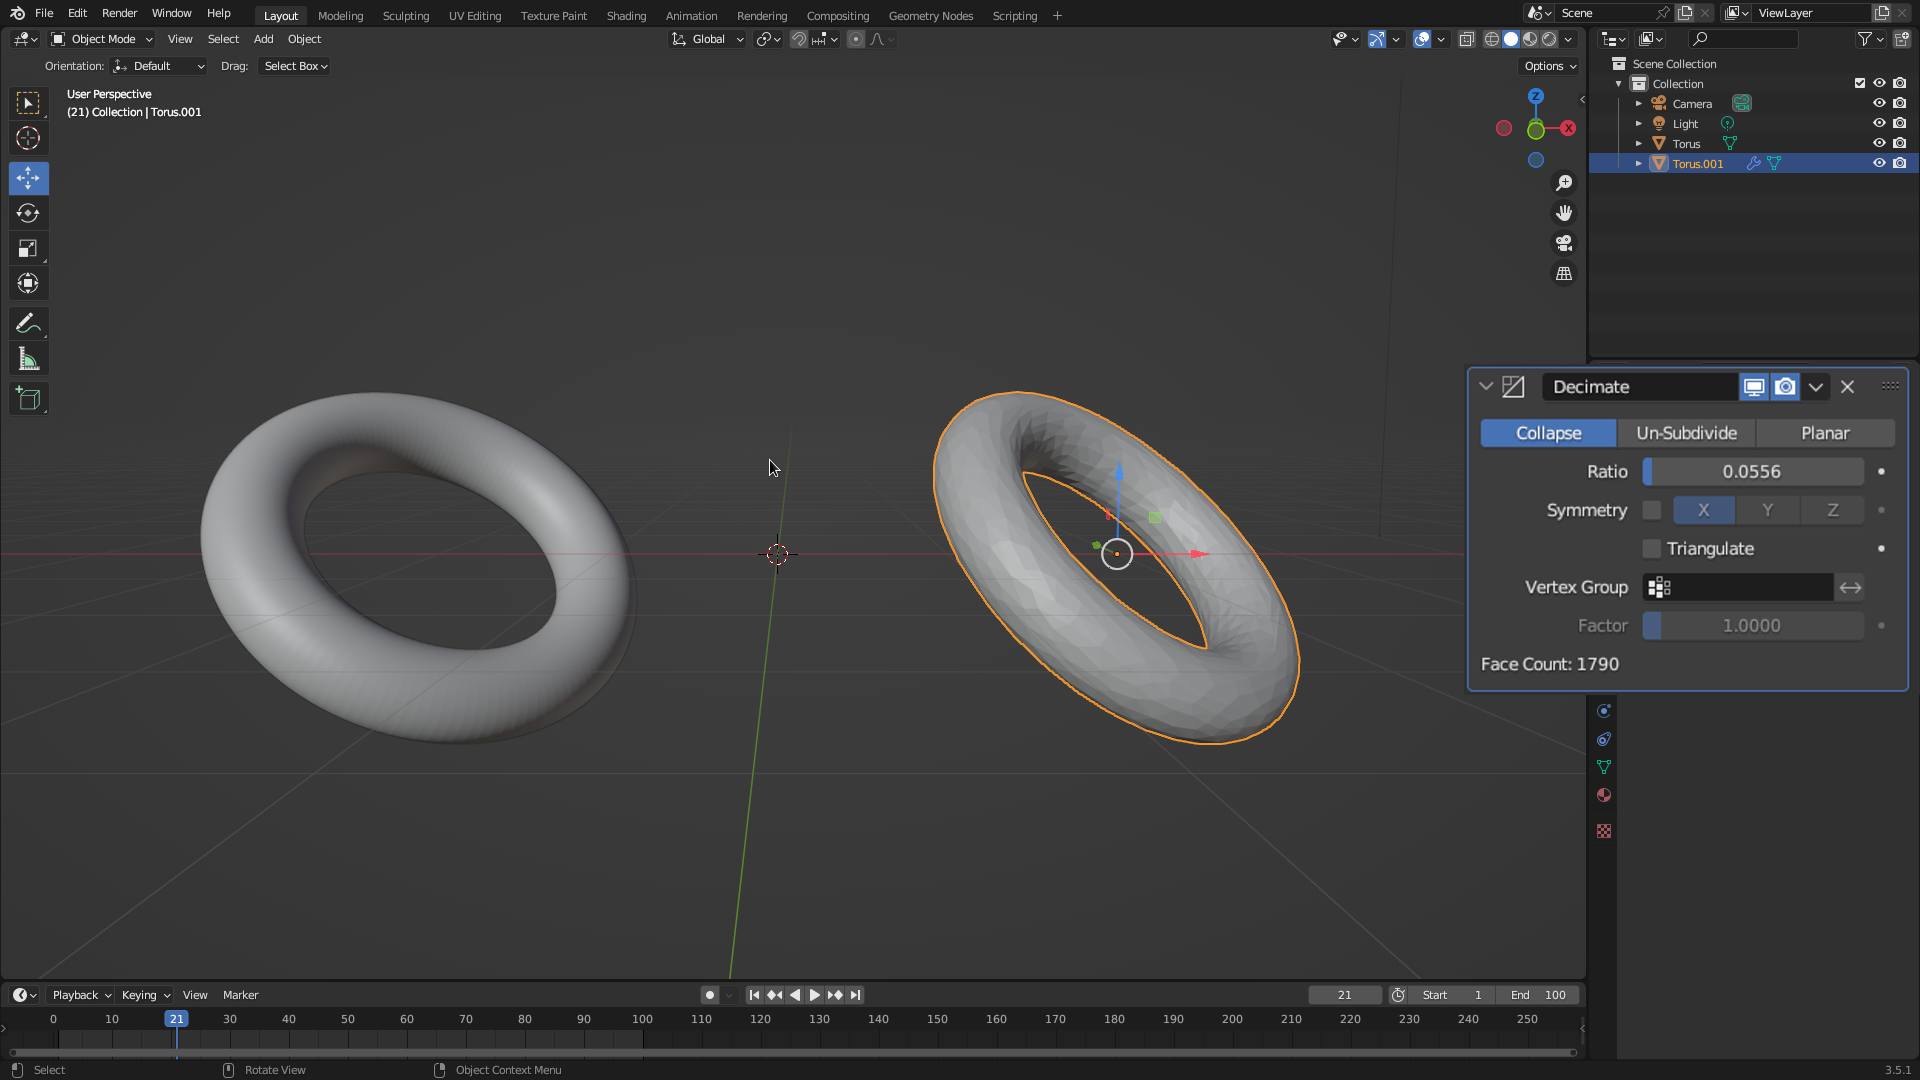 File Edit Render Window Help Layout Modeling Sculpting UV Editing Texture Paint Shading Animation Rendering Compositing Geometry Nodes Scripting + Scene ViewLayer
Object Mode View Select Add Object Global
Orientation: Default Drag: Select Box Options
User Perspective
(21) Collection | Torus.001
Z
X
Scene Collection
Collection
Camera
Light
Torus
Torus.001
Decimate
Collapse Un-Subdivide Planar
Ratio 0.0556
Symmetry X Y Z
Triangulate
Vertex Group
Factor 1.0000
Face Count: 1790
Playback Keying View Marker 21 Start 1 End 100
0 10 21 30 40 50 60 70 80 90 100 110 120 130 140 150 160 170 180 190 200 210 220 230 240 250
Select Rotate View Object Context Menu 3.5.1